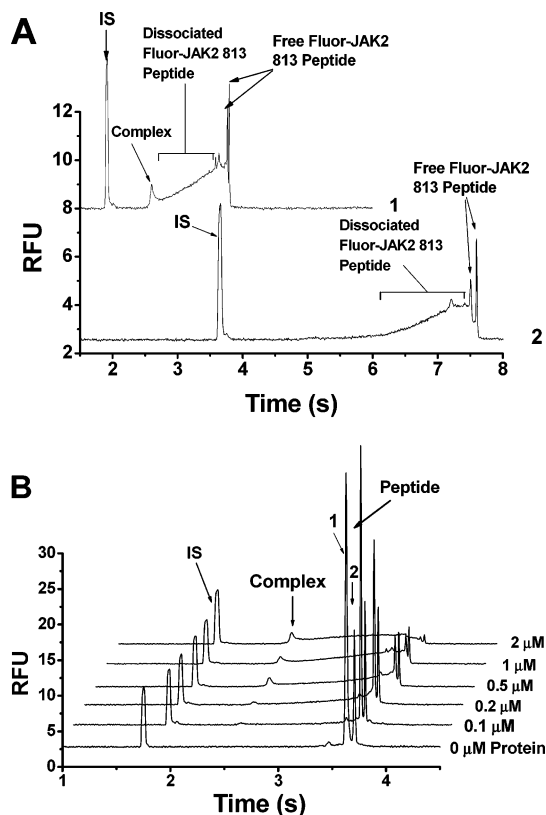 A
IS
Dissociated
Fluor-JAK2 813
Peptide
Free Fluor-JAK2
813 Peptide
Complex
12
10
8
6
4
2
RFU
1
IS
Free Fluor-JAK2
813 Peptide
Dissociated
Fluor-JAK2 813
Peptide
2
2 3 4 5 6 7 8
Time (s)
B
Peptide
1
2
IS
Complex
30
25
20
15
10
5
0
RFU
2 µM
1 µM
0.5 µM
0.2 µM
0.1 µM
0 µM Protein
1 2 3 4
Time (s)